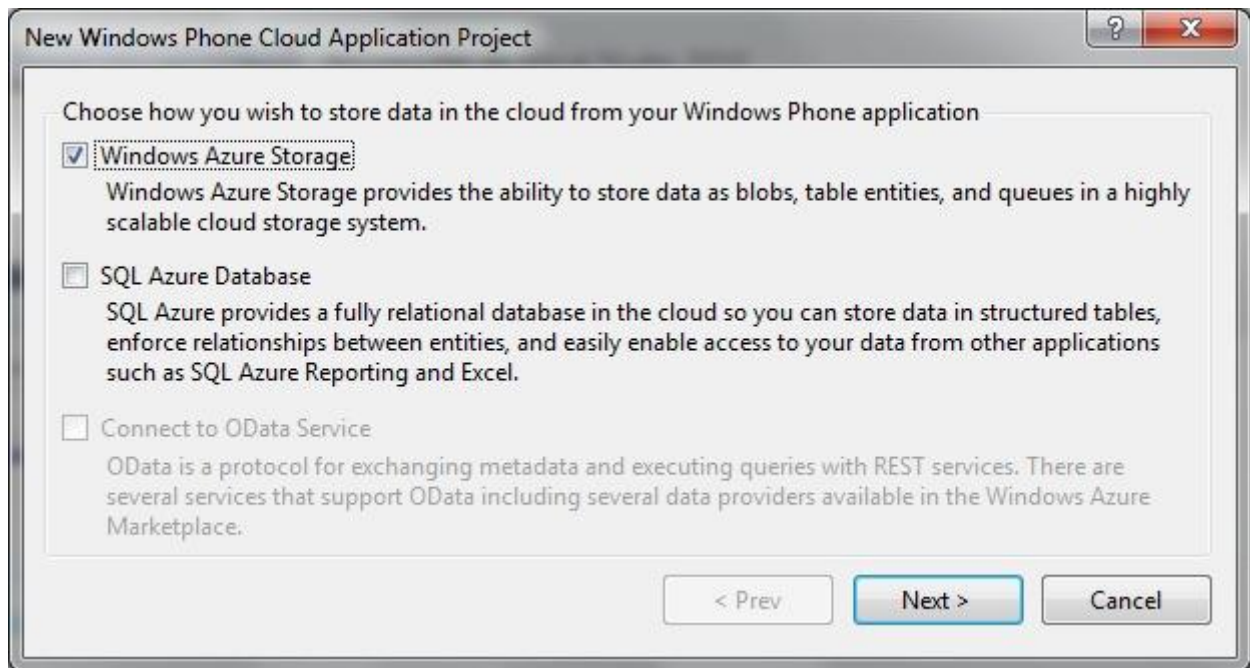 New Windows Phone Cloud Application Project
?
X
Choose how you wish to store data in the cloud from your Windows Phone application
Windows Azure Storage
Windows Azure Storage provides the ability to store data as blobs, table entities, and queues in a highly
scalable cloud storage system.
SQL Azure Database
SQL Azure provides a fully relational database in the cloud so you can store data in structured tables,
enforce relationships between entities, and easily enable access to your data from other applications
such as SQL Azure Reporting and Excel.
Connect to OData Service
OData is a protocol for exchanging metadata and executing queries with REST services. There are
several services that support OData including several data providers available in the Windows Azure
Marketplace.
< Prev
Next >
Cancel